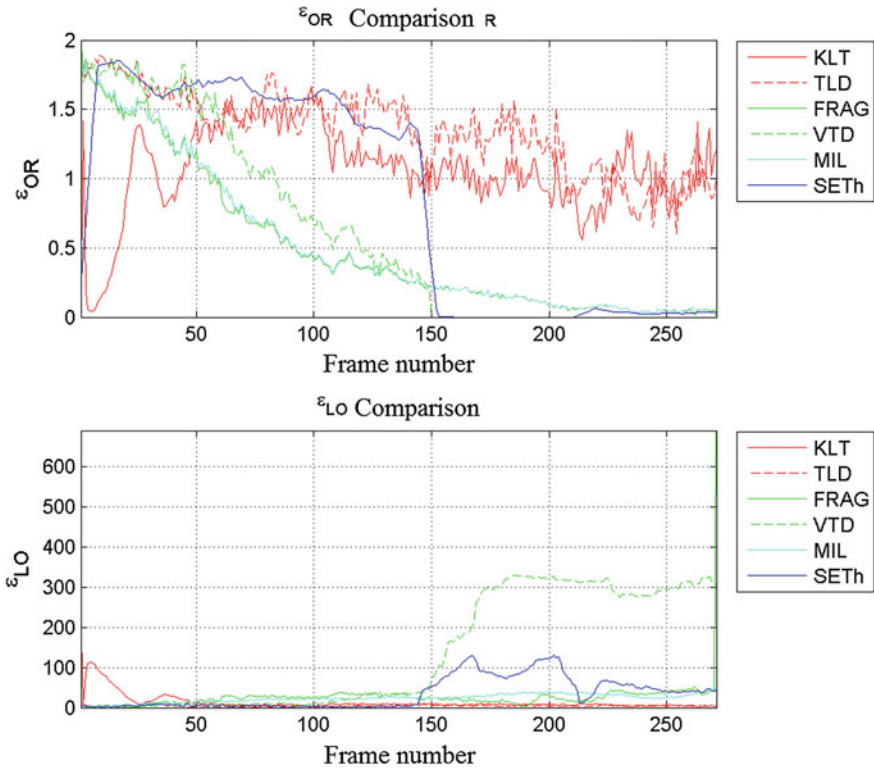 εOR Comparison R
2
1.5
1
0.5
0
εOR
50
100
150
200
250
Frame number
KLT
TLD
FRAG
VTD
MIL
SETh
εLO Comparison
600
500
400
300
200
100
0
εLO
50
100
150
200
250
Frame number
KLT
TLD
FRAG
VTD
MIL
SETh